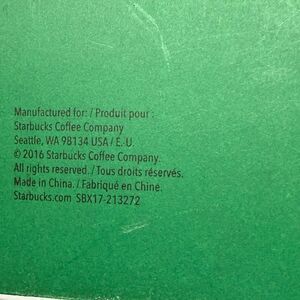 Manufactured for: / Produit pour :
Starbucks Coffee Company
Seattle, WA 98134 USA / É.-U.
© 2016 Starbucks Coffee Company.
All rights reserved. / Tous droits réservés.
Made in China. / Fabriqué en Chine.
Starbucks.com SBX17-213272